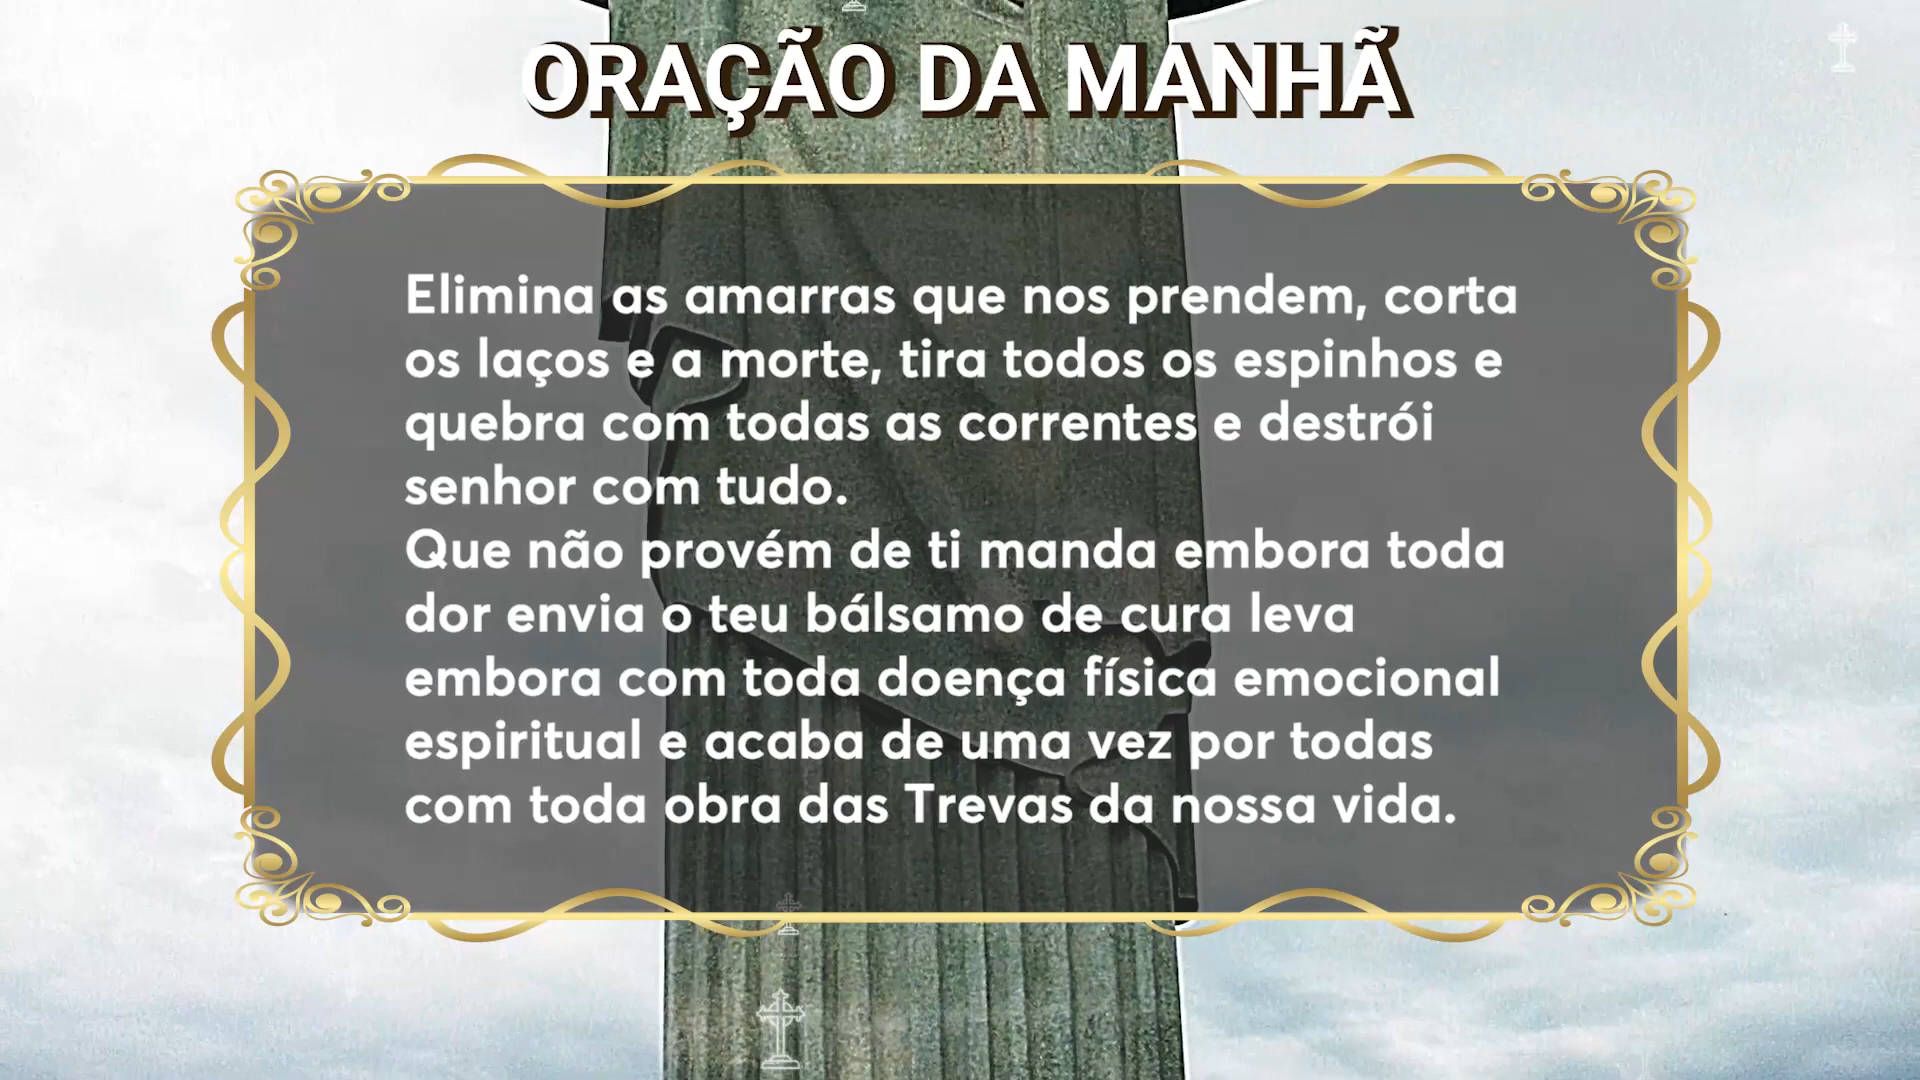 ORAÇÃO DA MANHÃ
Elimina as amarras que nos prendem, corta
os laços e a morte, tira todos os espinhos e
quebra com todas as correntes e destrói
senhor com tudo.
Que não provém de ti manda embora toda
dor envia o teu bálsamo de cura leva
embora com toda doença física emocional
espiritual e acaba de uma vez por todas
com toda obra das Trevas da nossa vida.